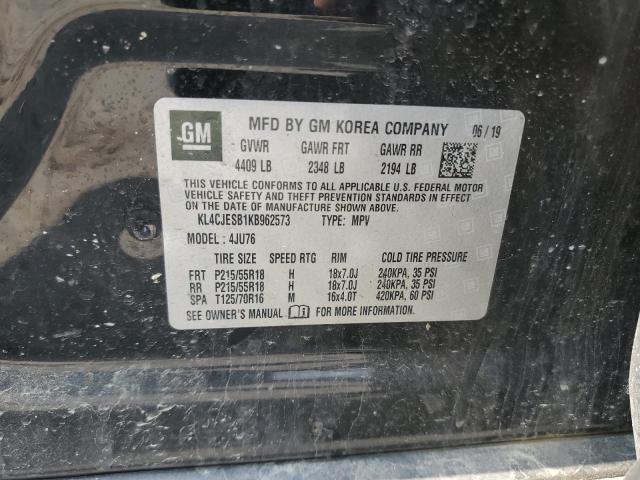 GM MFD BY GM KOREA COMPANY 06/19
GVWR GAWR FRT GAWR RR
4409 LB 2348 LB 2194 LB
THIS VEHICLE CONFORMS TO ALL APPLICABLE U.S. FEDERAL MOTOR
VEHICLE SAFETY AND THEFT PREVENTION STANDARDS IN EFFECT
ON THE DATE OF MANUFACTURE SHOWN ABOVE.
KL4CJESB1KB962573 TYPE: MPV
MODEL: 4JU76
TIRE SIZE SPEED RTG RIM COLD TIRE PRESSURE
FRT P215/55R18 H 18x7.0J 240KPA, 35 PSI
RR P215/55R18 H 18x7.0J 240KPA, 35 PSI
SPA T125/70R16 M 16x4.0T 420KPA, 60 PSI
SEE OWNER'S MANUAL FOR MORE INFORMATION.